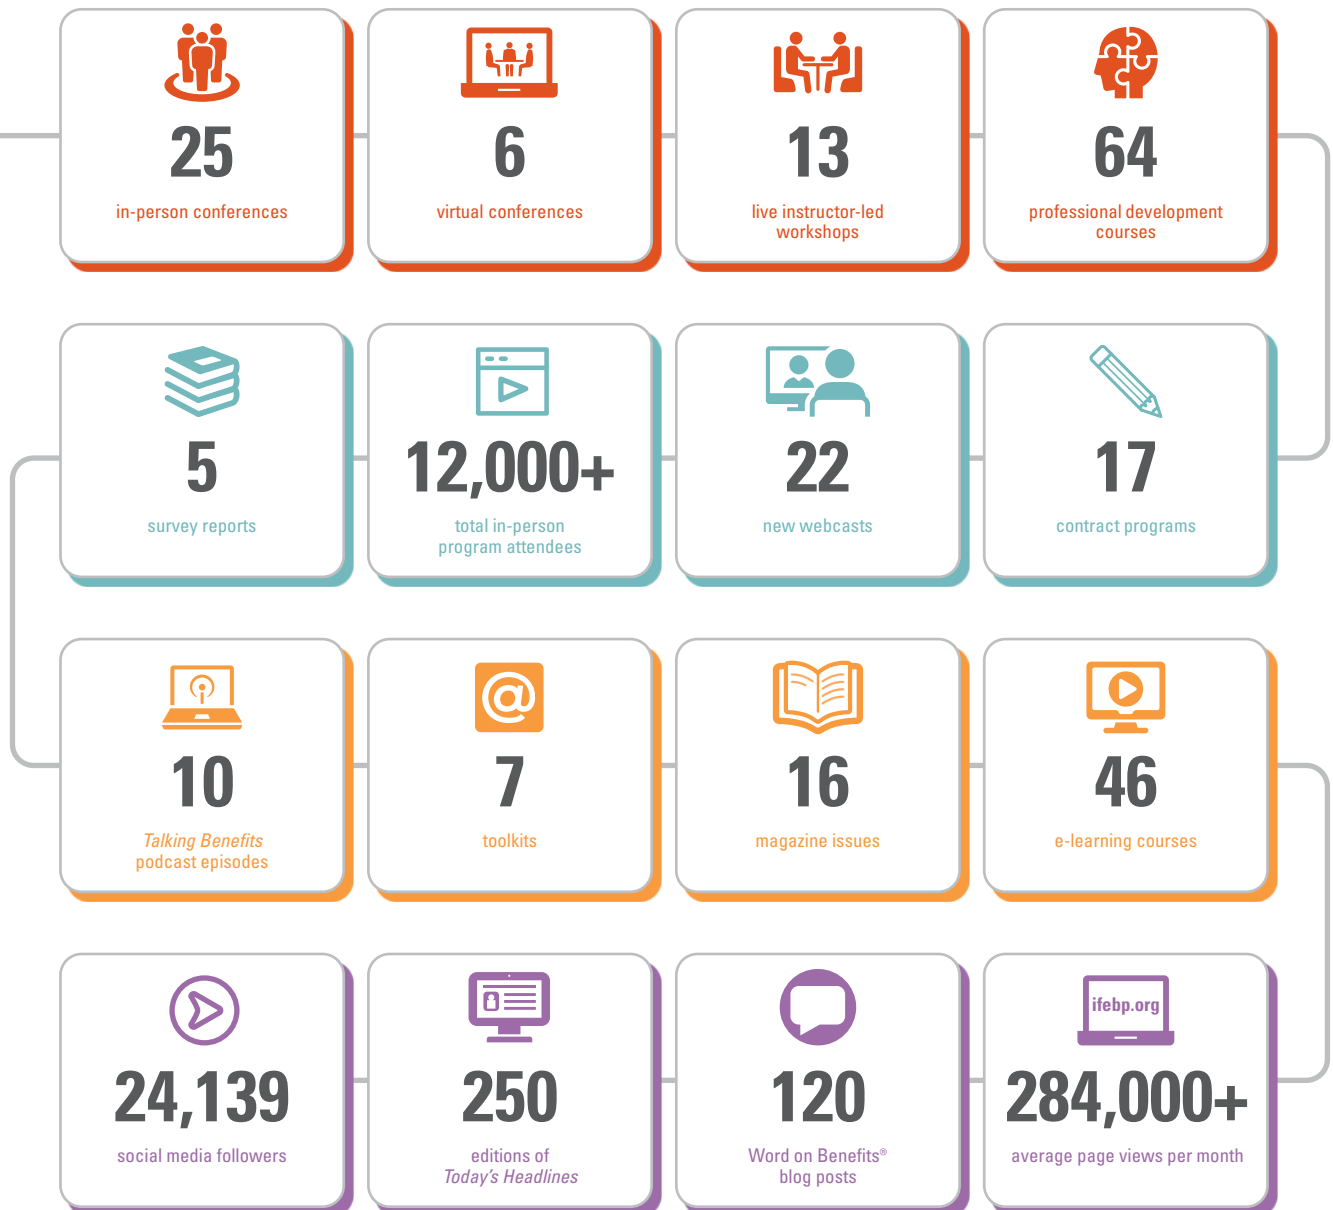 25
in-person conferences
6
virtual conferences
13
live instructor-led
workshops
64
professional development
courses
5
survey reports
12,000+
total in-person
program attendees
22
new webcasts
17
contract programs
10
Talking Benefits
podcast episodes
@
7
toolkits
16
magazine issues
46
e-learning courses
24,139
social media followers
250
editions of
Today's Headlines
120
Word on Benefits®
blog posts
ifebp.org
284,000+
average page views per month